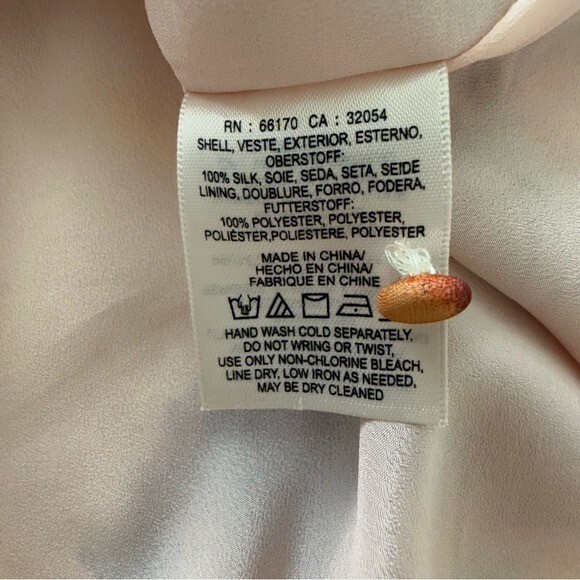 RN : 66170 CA : 32054
SHELL, VESTE, EXTERIOR, ESTERNO,
OBERSTOFF:
100% SILK, SOIE, SEDA, SETA, SEIDE
LINING, DOUBLURE, FORRO, FODERA,
FUTTERSTOFF:
100% POLYESTER, POLYESTER,
POLIÉSTER,POLIESTERE, POLYESTER
MADE IN CHINA/
HECHO EN CHINA/
FABRIQUE EN CHINE
HAND WASH COLD SEPARATELY,
DO NOT WRING OR TWIST,
USE ONLY NON-CHLORINE BLEACH,
LINE DRY, LOW IRON AS NEEDED,
MAY BE DRY CLEANED